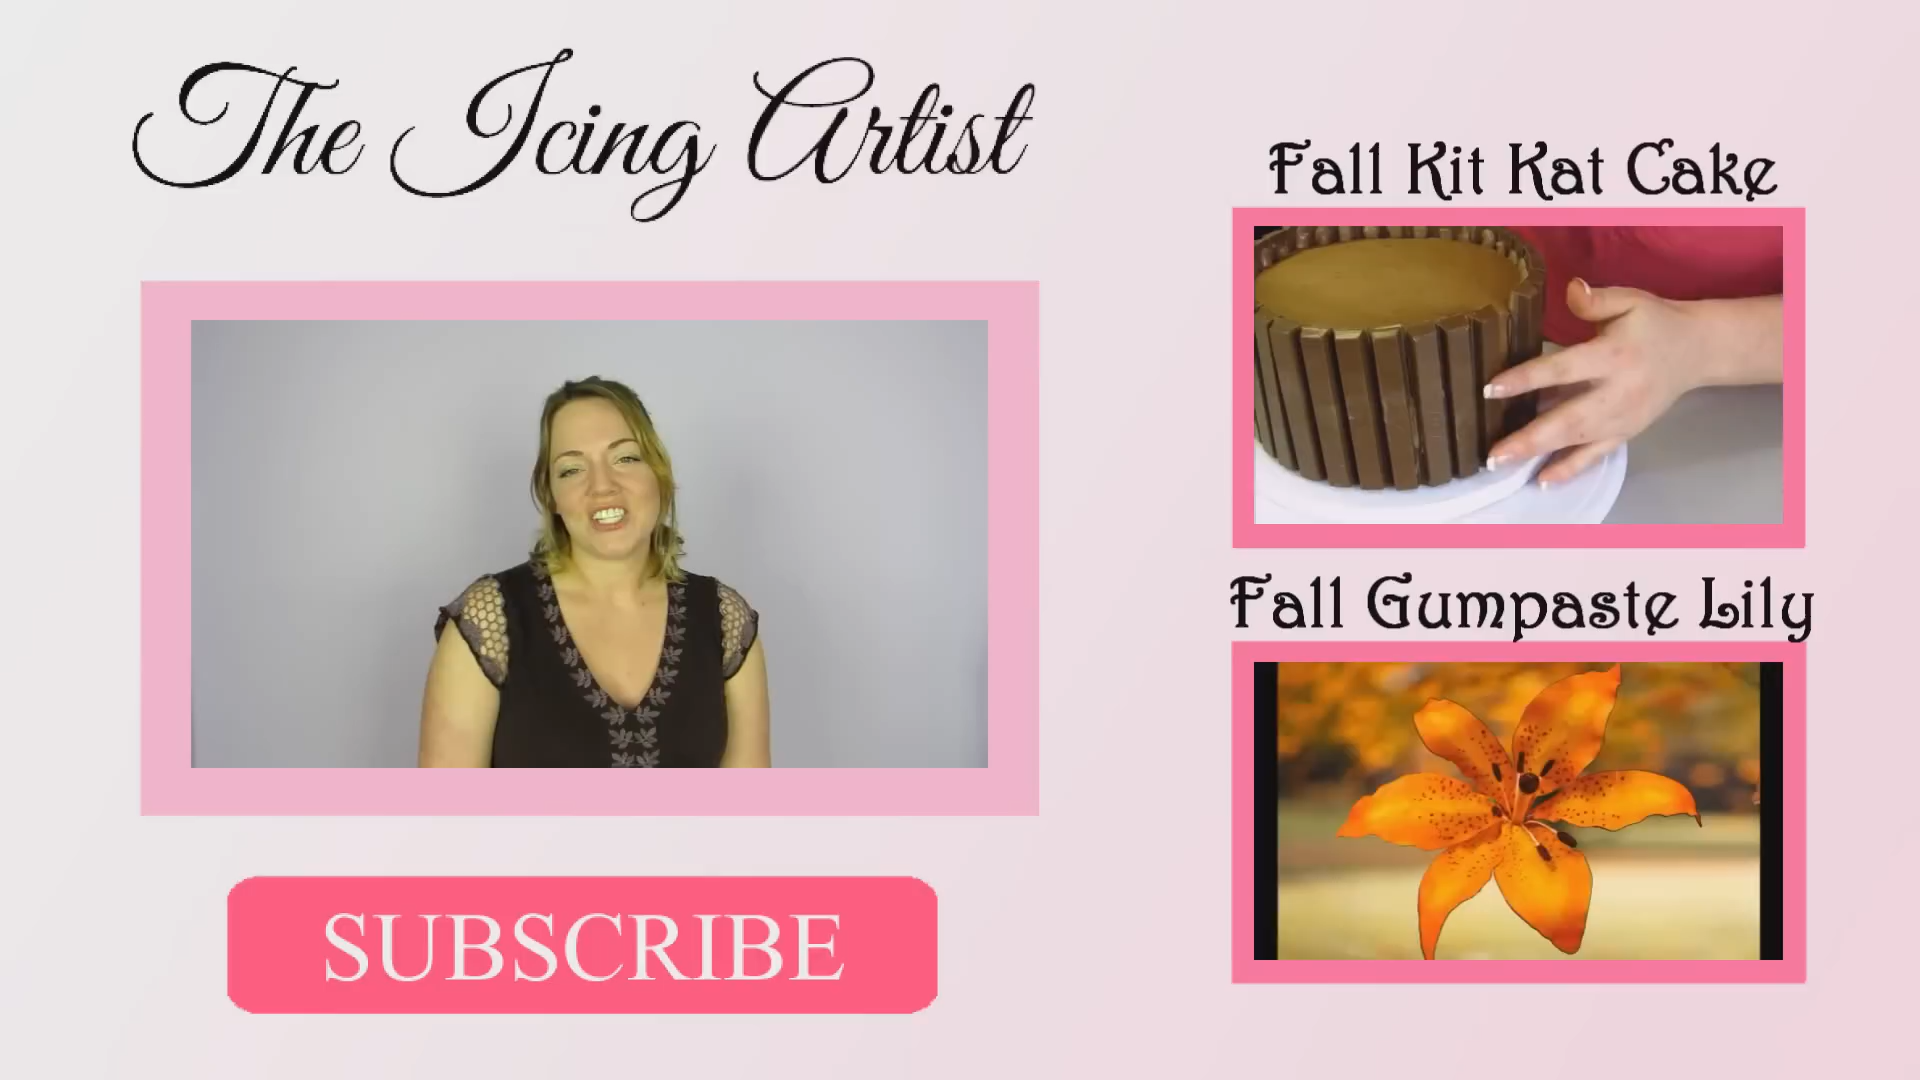 The Icing Artist
Fall Kit Kat Cake
Fall Gumpaste Lily
SUBSCRIBE